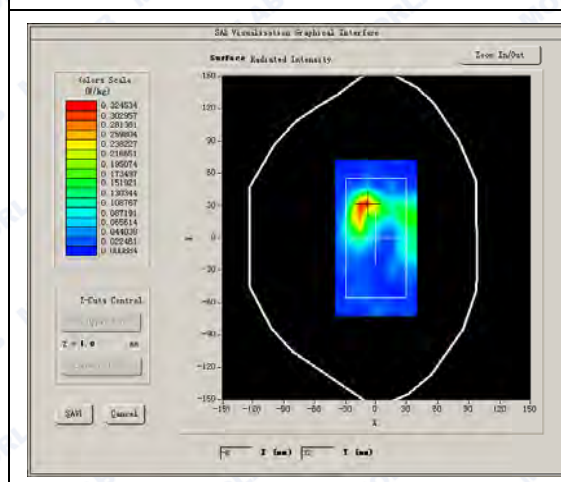 SAR Visualisation Graphical Interface
Surface Radiated Intensity
Zoom In/Out
Colors Scale
(W/kg)
0.324534
0.302957
0.281381
0.259804
0.238227
0.216651
0.195074
0.173497
0.151921
0.130344
0.108767
0.087191
0.065614
0.044038
0.022461
150
120
90
60
30
0
-30
-60
-90
-120
-150
-150 -120 -90 -60 -30 0 30 60 90 120 150
X
Z-Cuts Control
Z = 1.0 mm
SAVE
Cancel
X (mm) Y (mm)